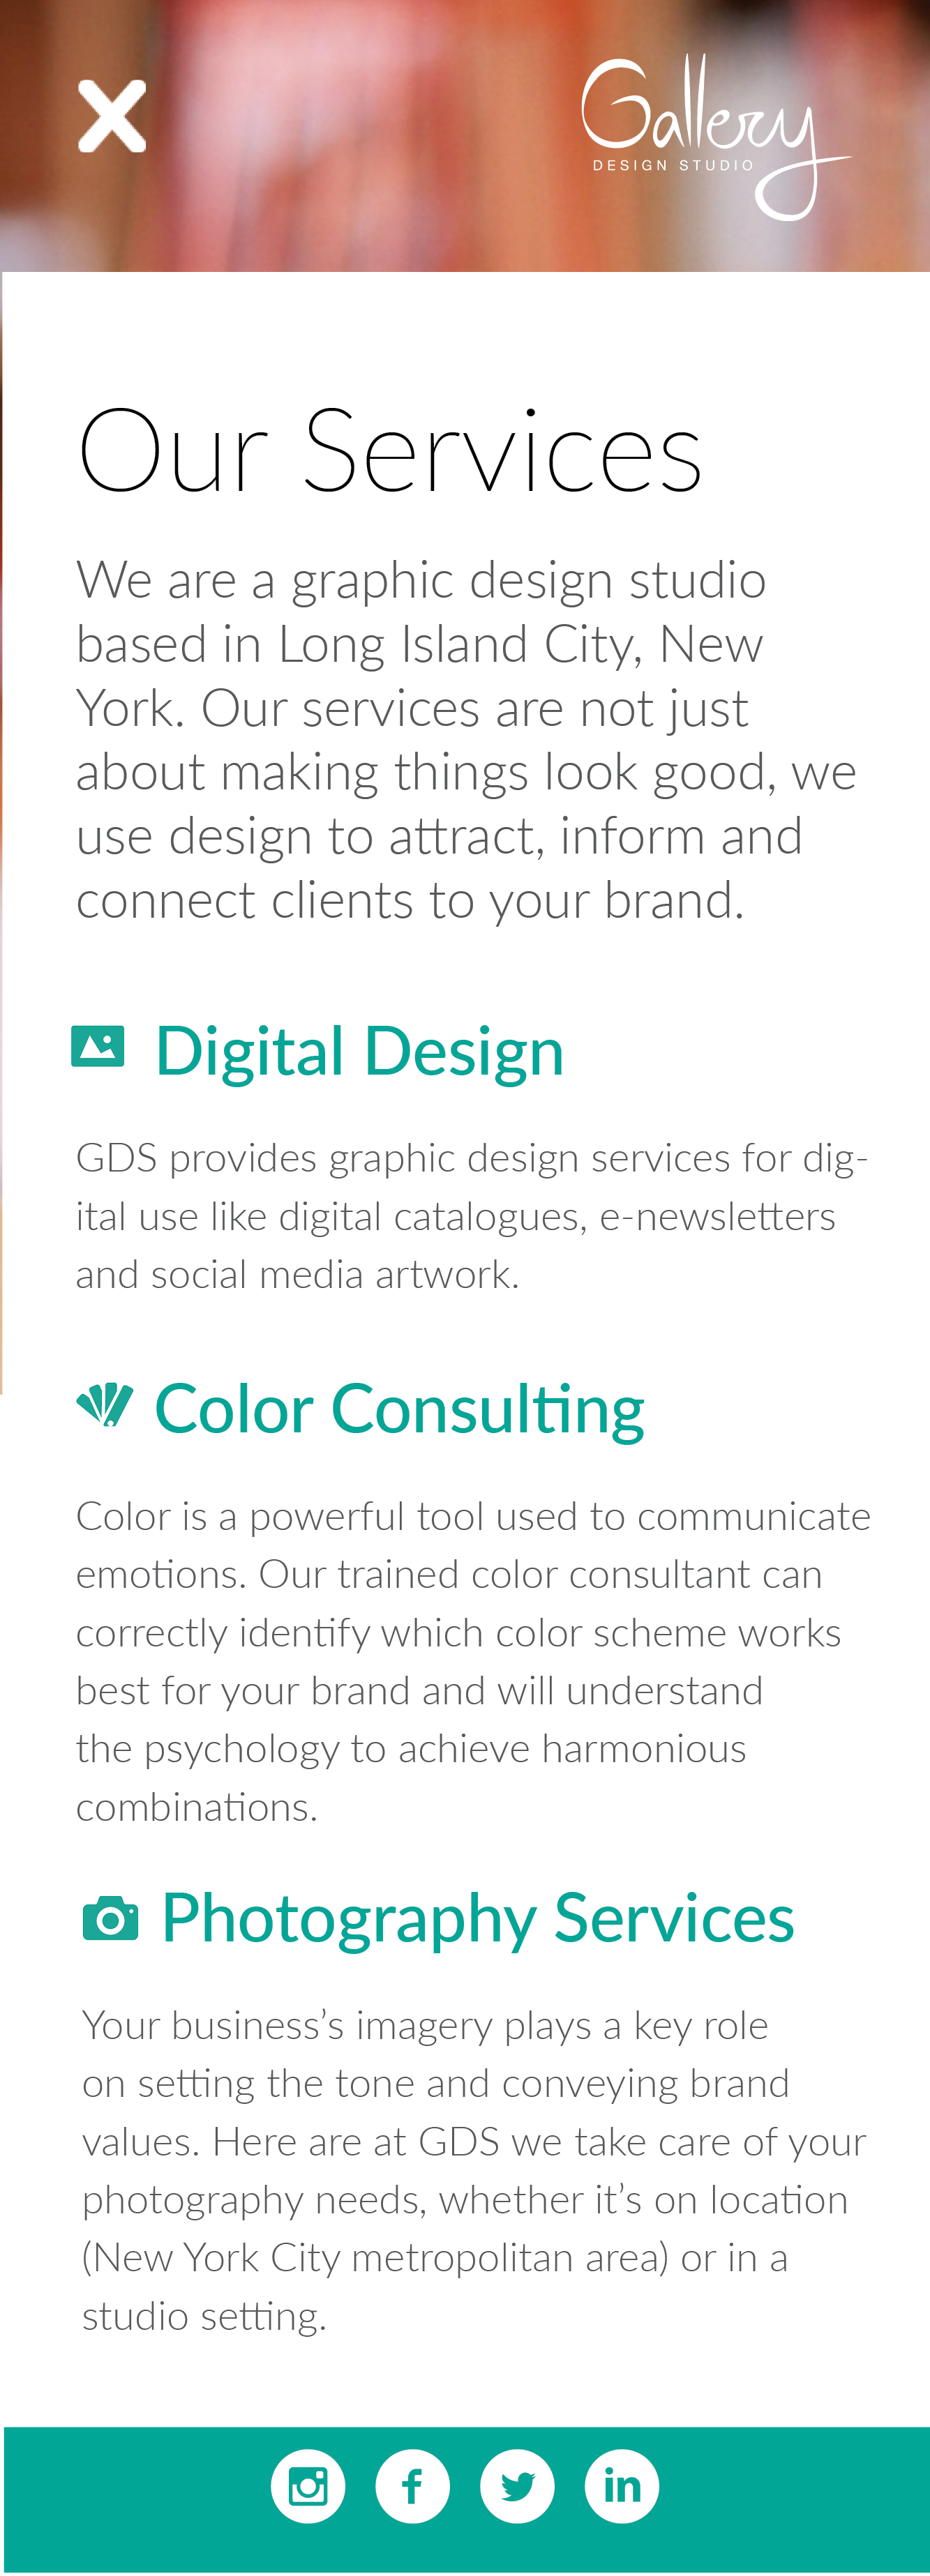 Gallery
DESIGN STUDIO
Our Services
We are a graphic design studio
based in Long Island City, New
York. Our services are not just
about making things look good, we
use design to attract, inform and
connect clients to your brand.
Digital Design
GDS provides graphic design services for dig-
ital use like digital catalogues, e-newsletters
and social media artwork.
Color Consulting
Color is a powerful tool used to communicate
emotions. Our trained color consultant can
correctly identify which color scheme works
best for your brand and will understand
the psychology to achieve harmonious
combinations.
Photography Services
Your business’s imagery plays a key role
on setting the tone and conveying brand
values. Here are at GDS we take care of your
photography needs, whether it’s on location
(New York City metropolitan area) or in a
studio setting.